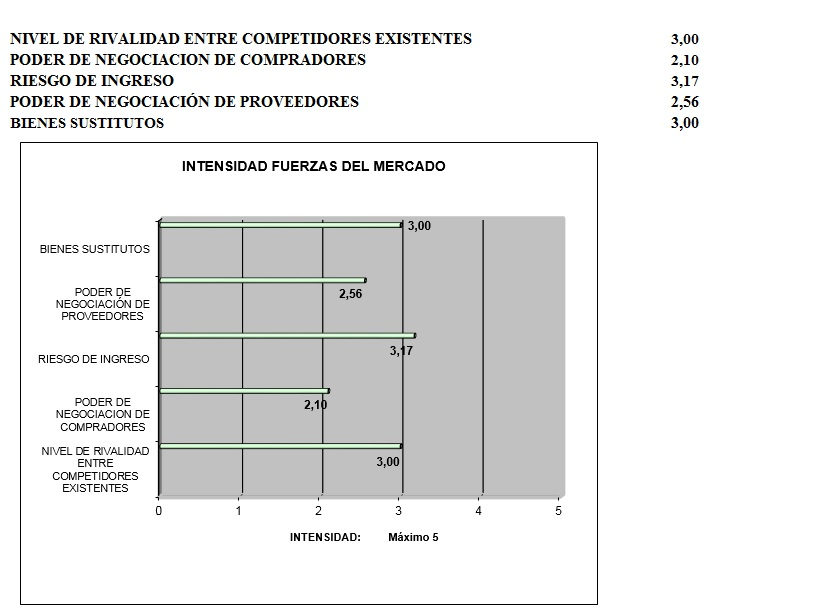 NIVEL DE RIVALIDAD ENTRE COMPETIDORES EXISTENTES 3,00
PODER DE NEGOCIACION DE COMPRADORES 2,10
RIESGO DE INGRESO 3,17
PODER DE NEGOCIACIÓN DE PROVEEDORES 2,56
BIENES SUSTITUTOS 3,00
INTENSIDAD FUERZAS DEL MERCADO
BIENES SUSTITUTOS
3,00
PODER DE
NEGOCIACIÓN DE
PROVEEDORES
2,56
RIESGO DE INGRESO
3,17
PODER DE
NEGOCIACION DE
COMPRADORES
2,10
NIVEL DE RIVALIDAD
ENTRE
COMPETIDORES
EXISTENTES
3,00
0 1 2 3 4 5
INTENSIDAD: Máximo 5